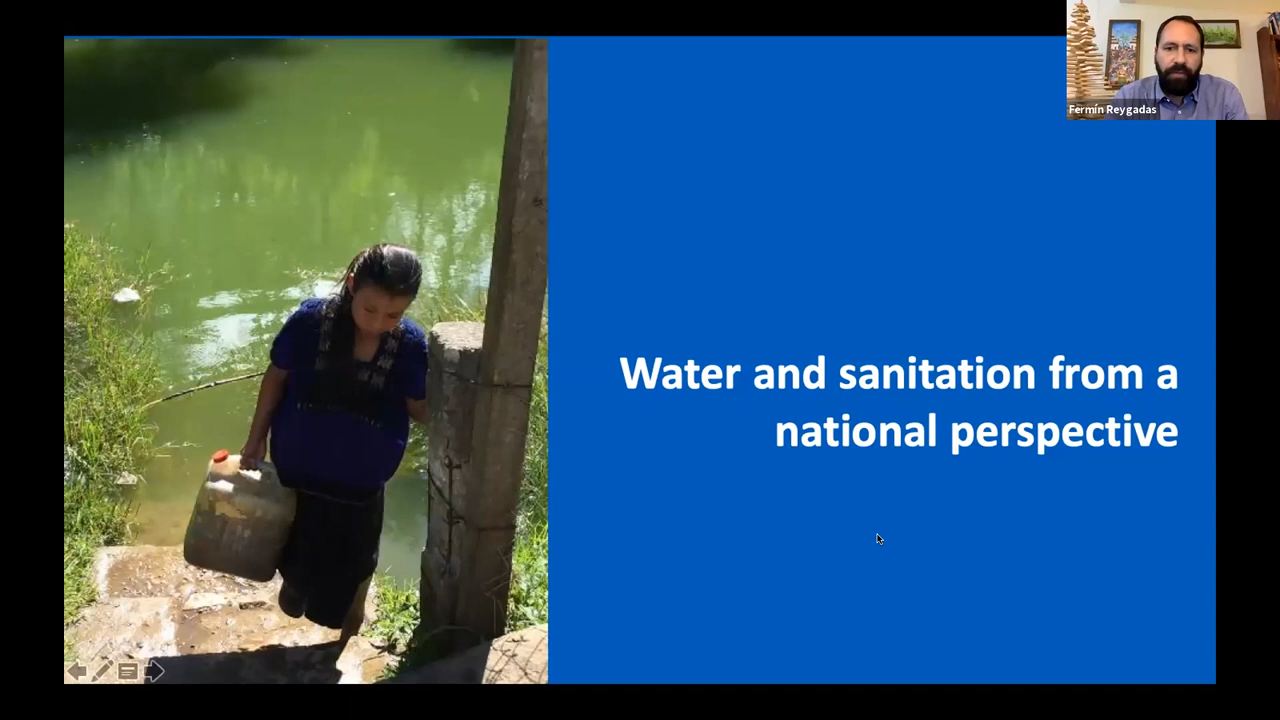 Fermín Reygadas
Water and sanitation from a
national perspective